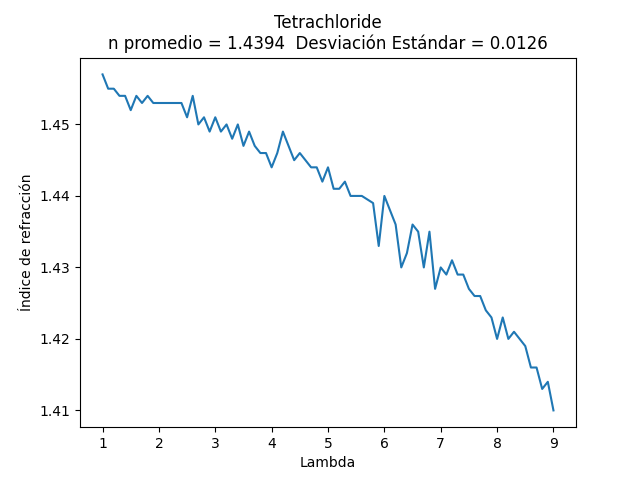 Tetrachloride
n promedio = 1.4394  Desviación Estándar = 0.0126
Índice de refracción
1.45
1.44
1.43
1.42
1.41
1 2 3 4 5 6 7 8 9
Lambda